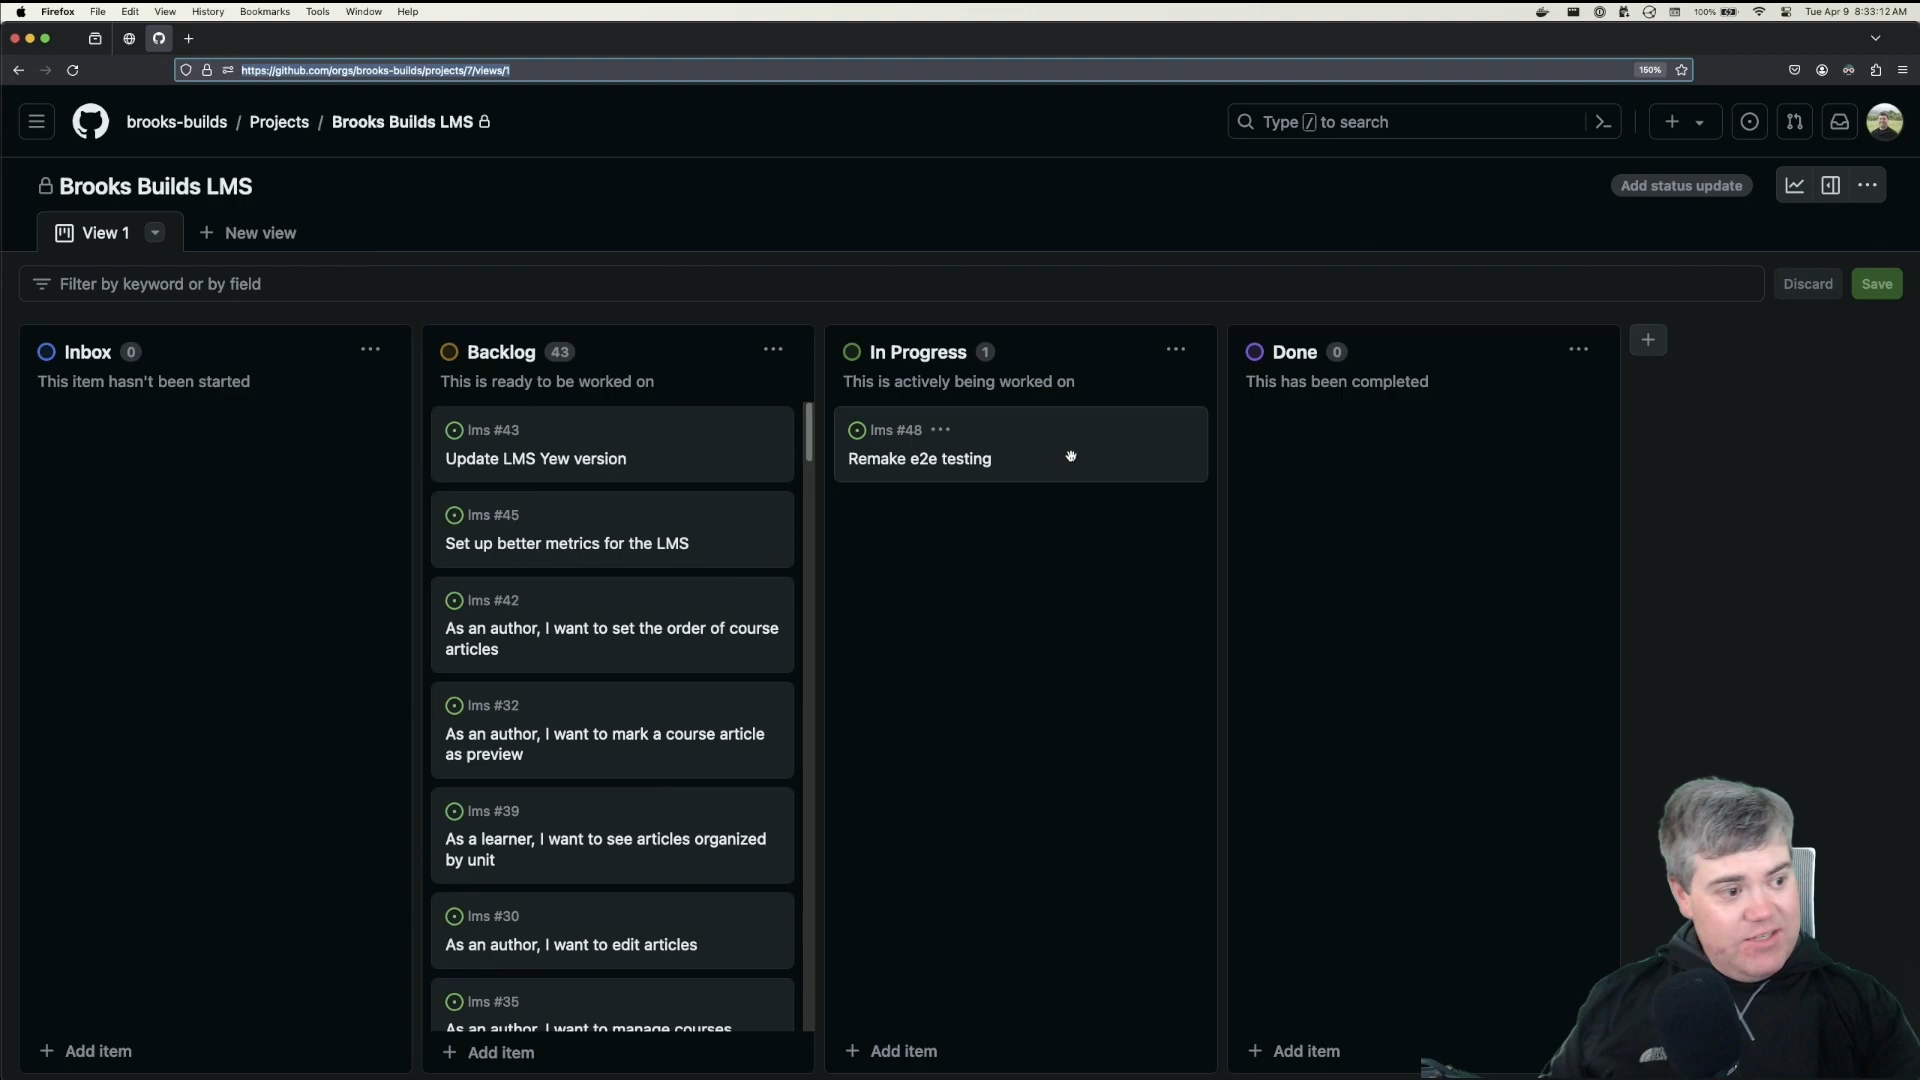 Firefox File Edit View History Bookmarks Tools Window Help
100% Tue Apr 9 8:33:12 AM
https://github.com/orgs/brooks-builds/projects/7/views/1
150%
brooks-builds / Projects / Brooks Builds LMS
Type / to search
Brooks Builds LMS
Add status update
View 1
New view
Filter by keyword or by field
Discard
Save
Inbox 0
This item hasn't been started
Add item
Backlog 43
This is ready to be worked on
lms #43
Update LMS Yew version
lms #45
Set up better metrics for the LMS
lms #42
As an author, I want to set the order of course
articles
lms #32
As an author, I want to mark a course article
as preview
lms #39
As a learner, I want to see articles organized
by unit
lms #30
As an author, I want to edit articles
lms #35
As an author, I want to manage courses
Add item
In Progress 1
This is actively being worked on
lms #48
Remake e2e testing
Add item
Done 0
This has been completed
Add item